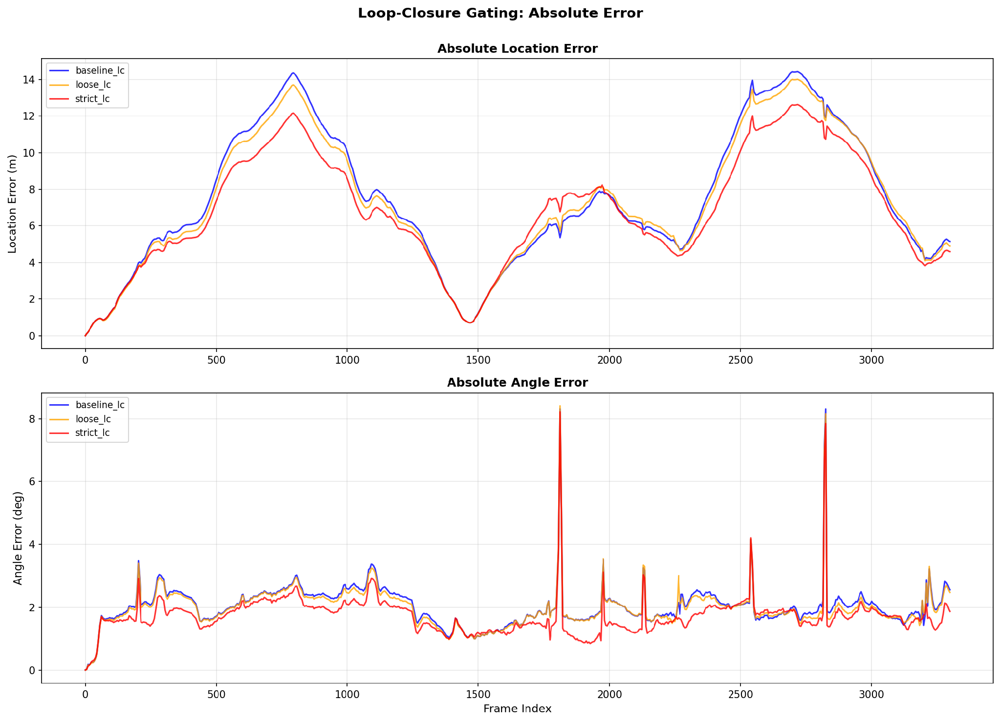 Loop-Closure Gating: Absolute Error
Absolute Location Error
baseline_lc
loose_lc
strict_lc
Location Error (m)
14
12
10
8
6
4
2
0
0 500 1000 1500 2000 2500 3000
Absolute Angle Error
baseline_lc
loose_lc
strict_lc
Angle Error (deg)
8
6
4
2
0
0 500 1000 1500 2000 2500 3000
Frame Index